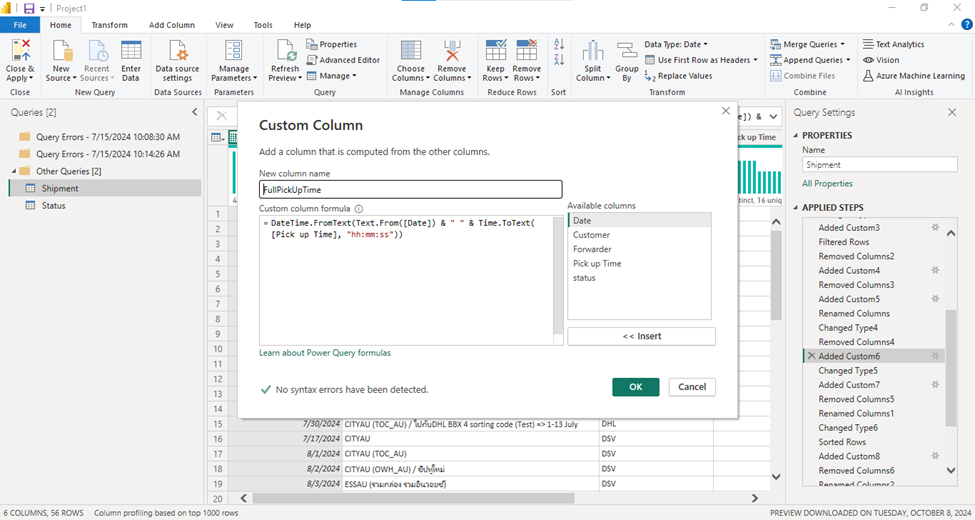 Project1
File Home Transform Add Column View Tools Help
Close & Apply
New Source
Recent Sources
Enter Data
Data source settings
Manage Parameters
Refresh Preview
Properties
Advanced Editor
Manage
Choose Columns
Remove Columns
Keep Rows
Remove Rows
Split Column
Group By
Data Type: Date
Use First Row as Headers
Replace Values
Merge Queries
Append Queries
Combine Files
Text Analytics
Vision
Azure Machine Learning
Close New Query Data Sources Parameters Query Manage Columns Reduce Rows Sort Transform Combine AI Insights
Queries [2]
Query Errors - 7/15/2024 10:08:30 AM
Query Errors - 7/15/2024 10:14:26 AM
Other Queries [2]
Shipment
Status
Custom Column
Add a column that is computed from the other columns.
New column name
FullPickUpTime
Custom column formula
= DateTime.FromText(Text.From([Date]) & " " & Time.ToText(
[Pick up Time], "hh:mm:ss"))
Available columns
Date
Customer
Forwarder
Pick up Time
status
<< Insert
Learn about Power Query formulas
No syntax errors have been detected.
OK Cancel
1
2
3
4
5
6
7
8
9
10
11
12
13
14
15 7/30/2024 CITYAU (TOC_AU) / ไปกับDHL BBX 4 sorting code (Test) => 1-13 July DHL
16 7/17/2024 CITYAU DSV
17 8/1/2024 CITYAU (TOC_AU) DSV
18 8/2/2024 CITYAU (OWH_AU) / ชิปทูใหม่ DSV
19 8/3/2024 ESSAU (รวมกล่อง รวมอินวอยซ์) DSV
20
Query Settings
PROPERTIES
Name
Shipment
All Properties
APPLIED STEPS
Added Custom3
Filtered Rows
Removed Columns2
Added Custom4
Removed Columns3
Added Custom5
Renamed Columns
Changed Type4
Removed Columns4
Added Custom6
Changed Type5
Added Custom7
Removed Columns5
Renamed Columns1
Changed Type6
Sorted Rows
Added Custom8
Removed Columns6
Renamed Columns2
6 COLUMNS, 56 ROWS Column profiling based on top 1000 rows
PREVIEW DOWNLOADED ON TUESDAY, OCTOBER 8, 2024